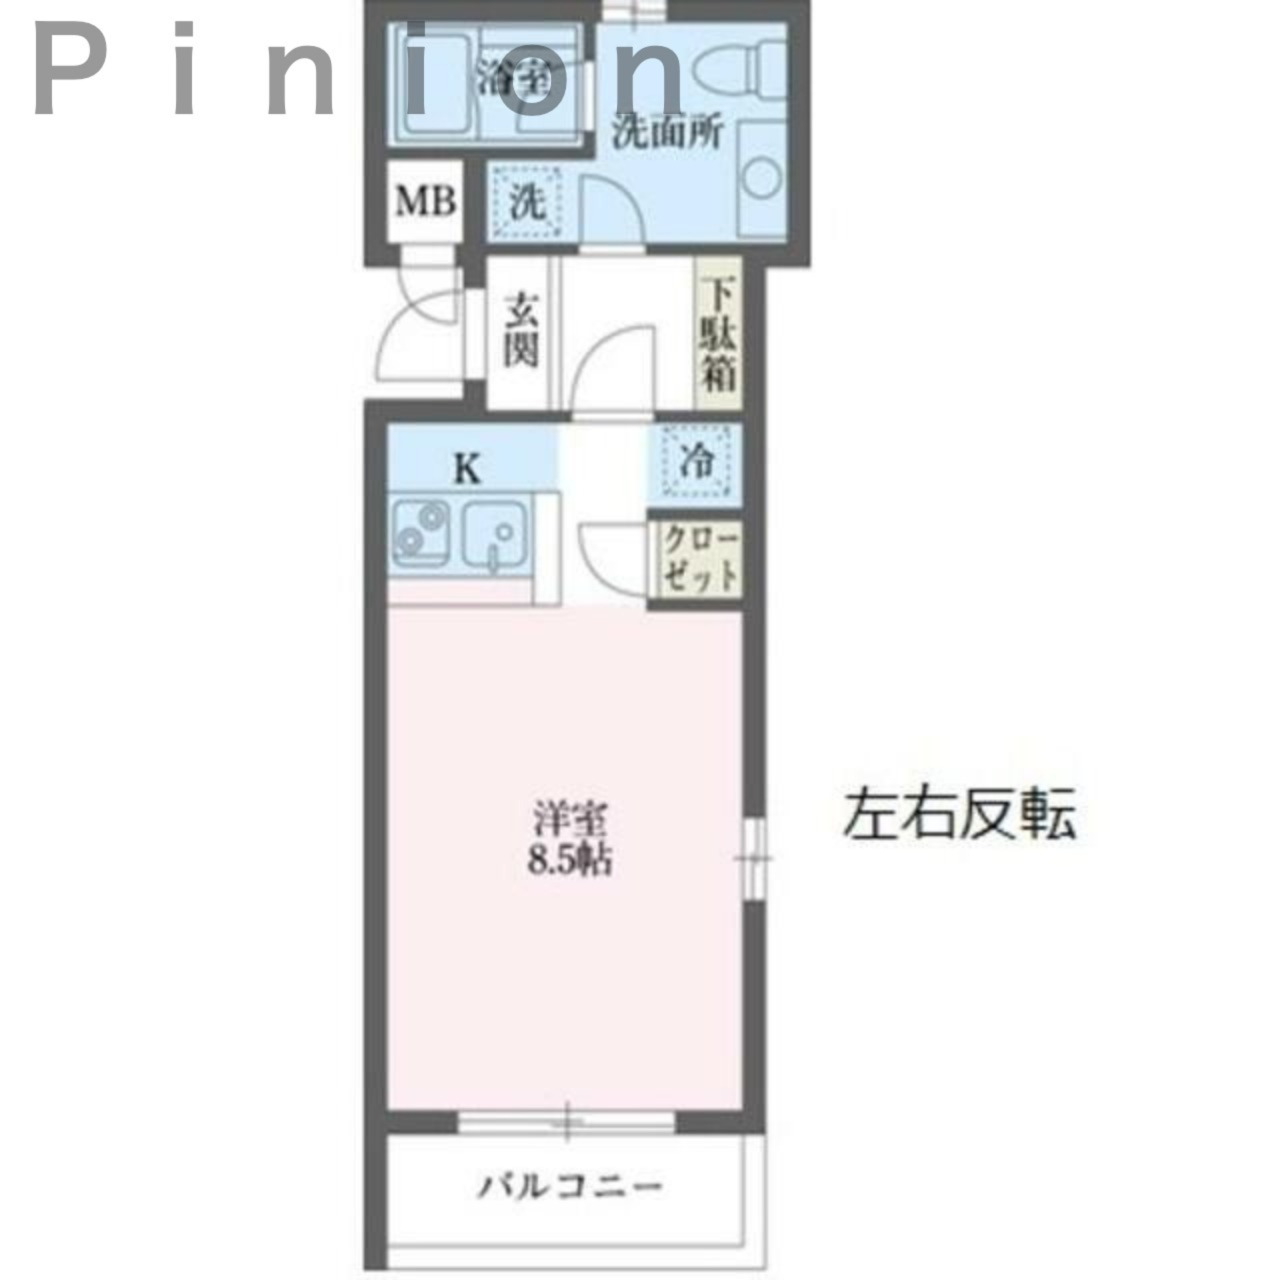 Pinion
浴室
洗面所
MB
洗
玄関
下駄箱
K
冷
クロー
ゼット
洋室
8.5帖
左右反転
バルコニー